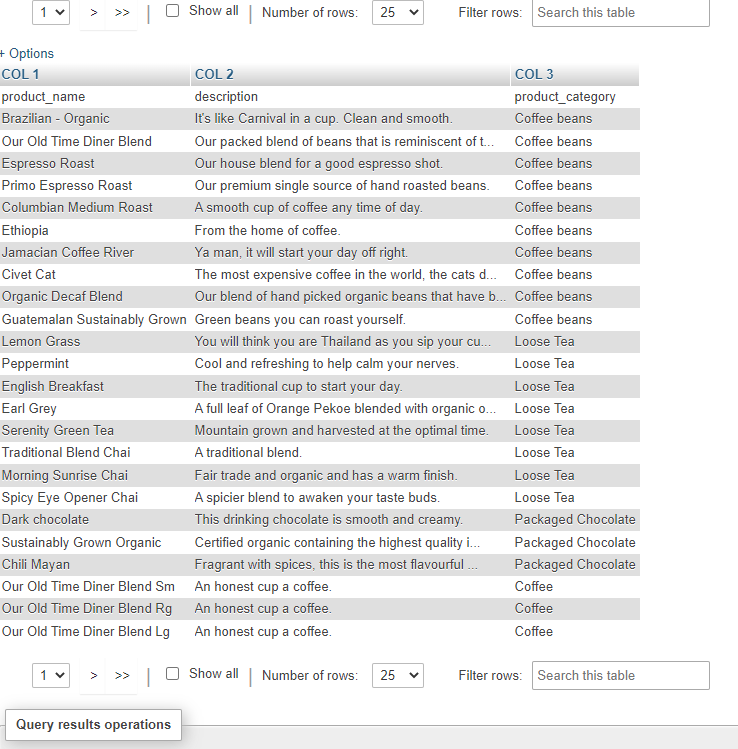 1 > >> | Show all | Number of rows: 25 Filter rows: Search this table
+ Options
COL 1 COL 2 COL 3
product_name description product_category
Brazilian - Organic It's like Carnival in a cup. Clean and smooth. Coffee beans
Our Old Time Diner Blend Our packed blend of beans that is reminiscent of t... Coffee beans
Espresso Roast Our house blend for a good espresso shot. Coffee beans
Primo Espresso Roast Our premium single source of hand roasted beans. Coffee beans
Columbian Medium Roast A smooth cup of coffee any time of day. Coffee beans
Ethiopia From the home of coffee. Coffee beans
Jamacian Coffee River Ya man, it will start your day off right. Coffee beans
Civet Cat The most expensive coffee in the world, the cats d... Coffee beans
Organic Decaf Blend Our blend of hand picked organic beans that have b... Coffee beans
Guatemalan Sustainably Grown Green beans you can roast yourself. Coffee beans
Lemon Grass You will think you are Thailand as you sip your cu... Loose Tea
Peppermint Cool and refreshing to help calm your nerves. Loose Tea
English Breakfast The traditional cup to start your day. Loose Tea
Earl Grey A full leaf of Orange Pekoe blended with organic o... Loose Tea
Serenity Green Tea Mountain grown and harvested at the optimal time. Loose Tea
Traditional Blend Chai A traditional blend. Loose Tea
Morning Sunrise Chai Fair trade and organic and has a warm finish. Loose Tea
Spicy Eye Opener Chai A spicier blend to awaken your taste buds. Loose Tea
Dark chocolate This drinking chocolate is smooth and creamy. Packaged Chocolate
Sustainably Grown Organic Certified organic containing the highest quality i... Packaged Chocolate
Chili Mayan Fragrant with spices, this is the most flavourful ... Packaged Chocolate
Our Old Time Diner Blend Sm An honest cup a coffee. Coffee
Our Old Time Diner Blend Rg An honest cup a coffee. Coffee
Our Old Time Diner Blend Lg An honest cup a coffee. Coffee
1 > >> | Show all | Number of rows: 25 Filter rows: Search this table
Query results operations